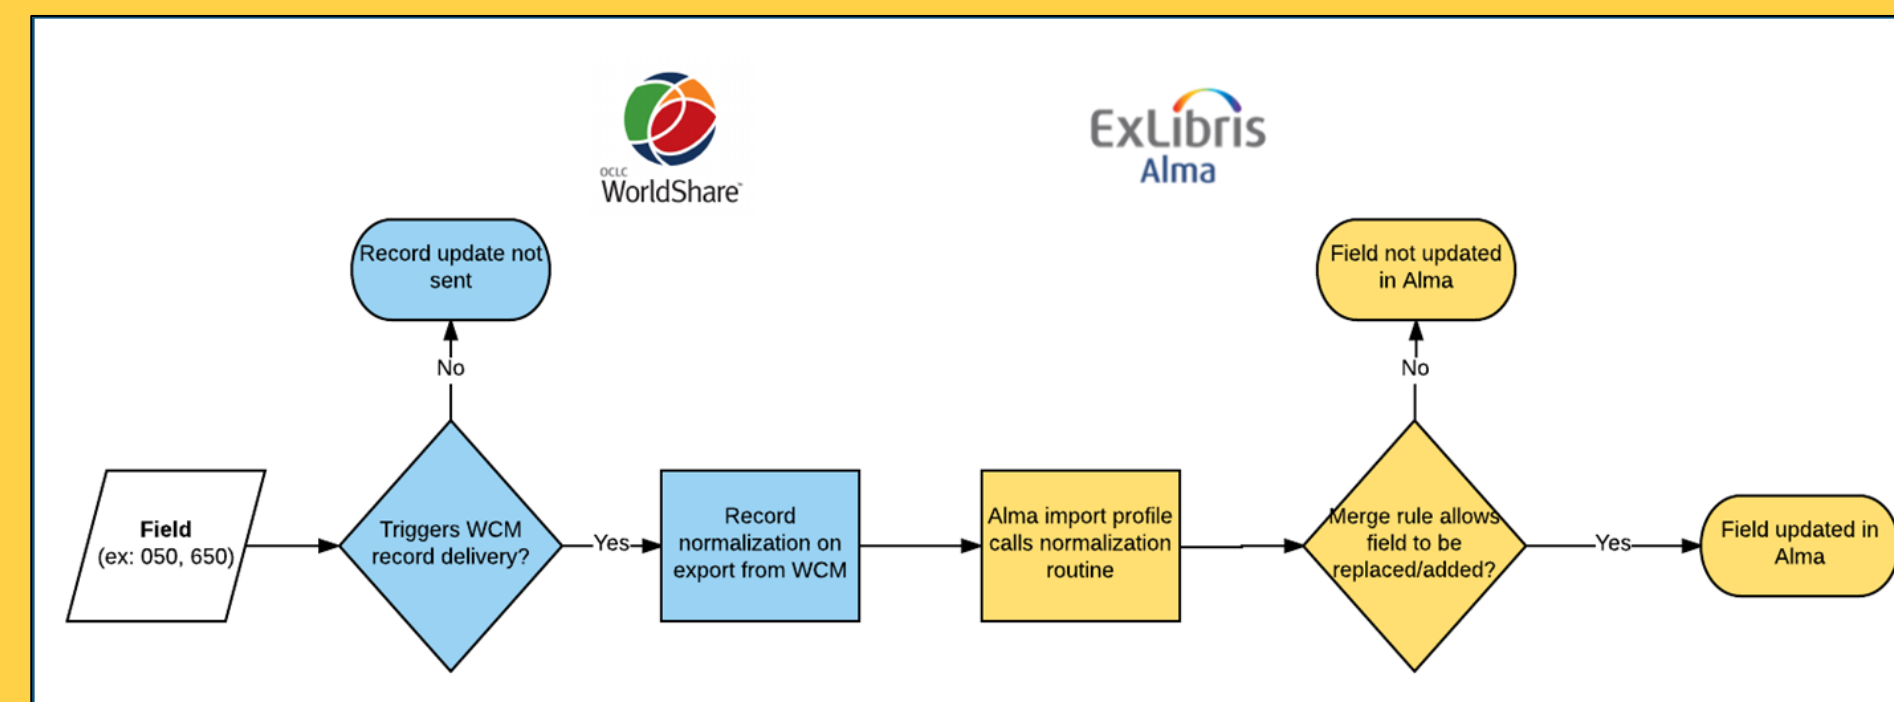 OCLC
WorldShare™
ExLibris
Alma
Record update not
sent
Field not updated
in Alma
No
No
Field
(ex: 050, 650)
Triggers WCM
record delivery?
Yes
Record
normalization on
export from WCM
Alma import profile
calls normalization
routine
Merge rule allows
field to be
replaced/added?
Yes
Field updated in
Alma